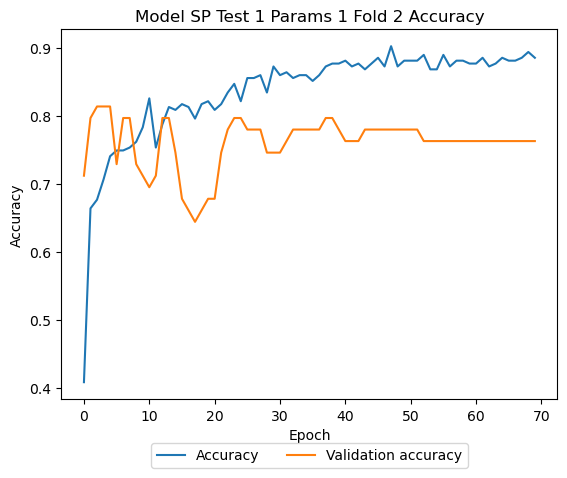 Model SP Test 1 Params 1 Fold 2 Accuracy
0.9
0.8
0.7
0.6
0.5
0.4
Accuracy
0 10 20 30 40 50 60 70
Epoch
Accuracy Validation accuracy